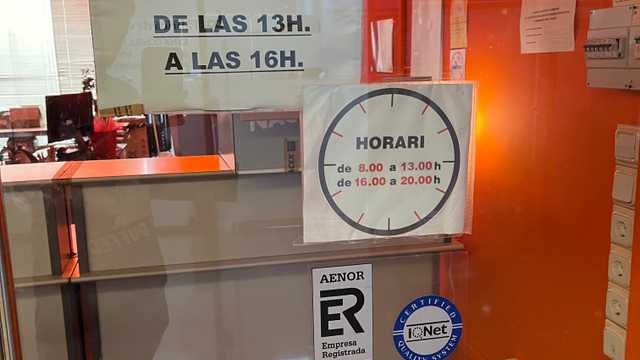 DE LAS 13H.
A LAS 16H.
HORARI
de 8.00 a 13.00 h
de 16.00 a 20.00 h
AENOR
ER
Empresa
Registrada
CERTIFIED
IQNet
QUALITY SYSTEM